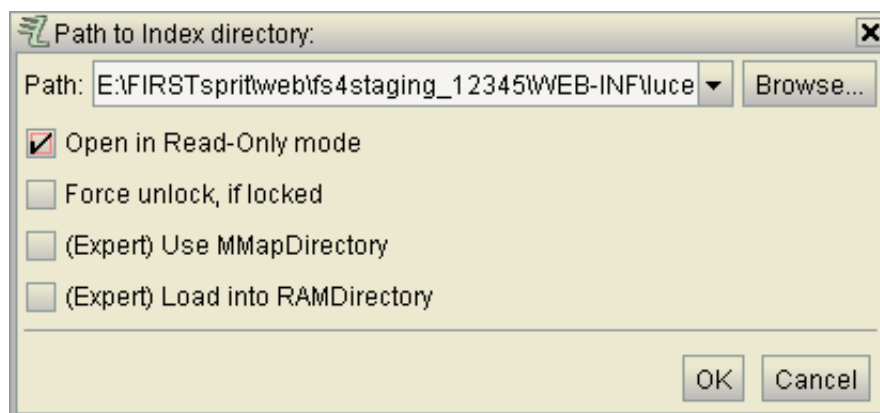 Path to Index directory:
Path: E:\FIRSTsprit\web\fs4staging_12345\WEB-INF\luce Browse...
Open in Read-Only mode
Force unlock, if locked
(Expert) Use MMapDirectory
(Expert) Load into RAMDirectory
OK Cancel